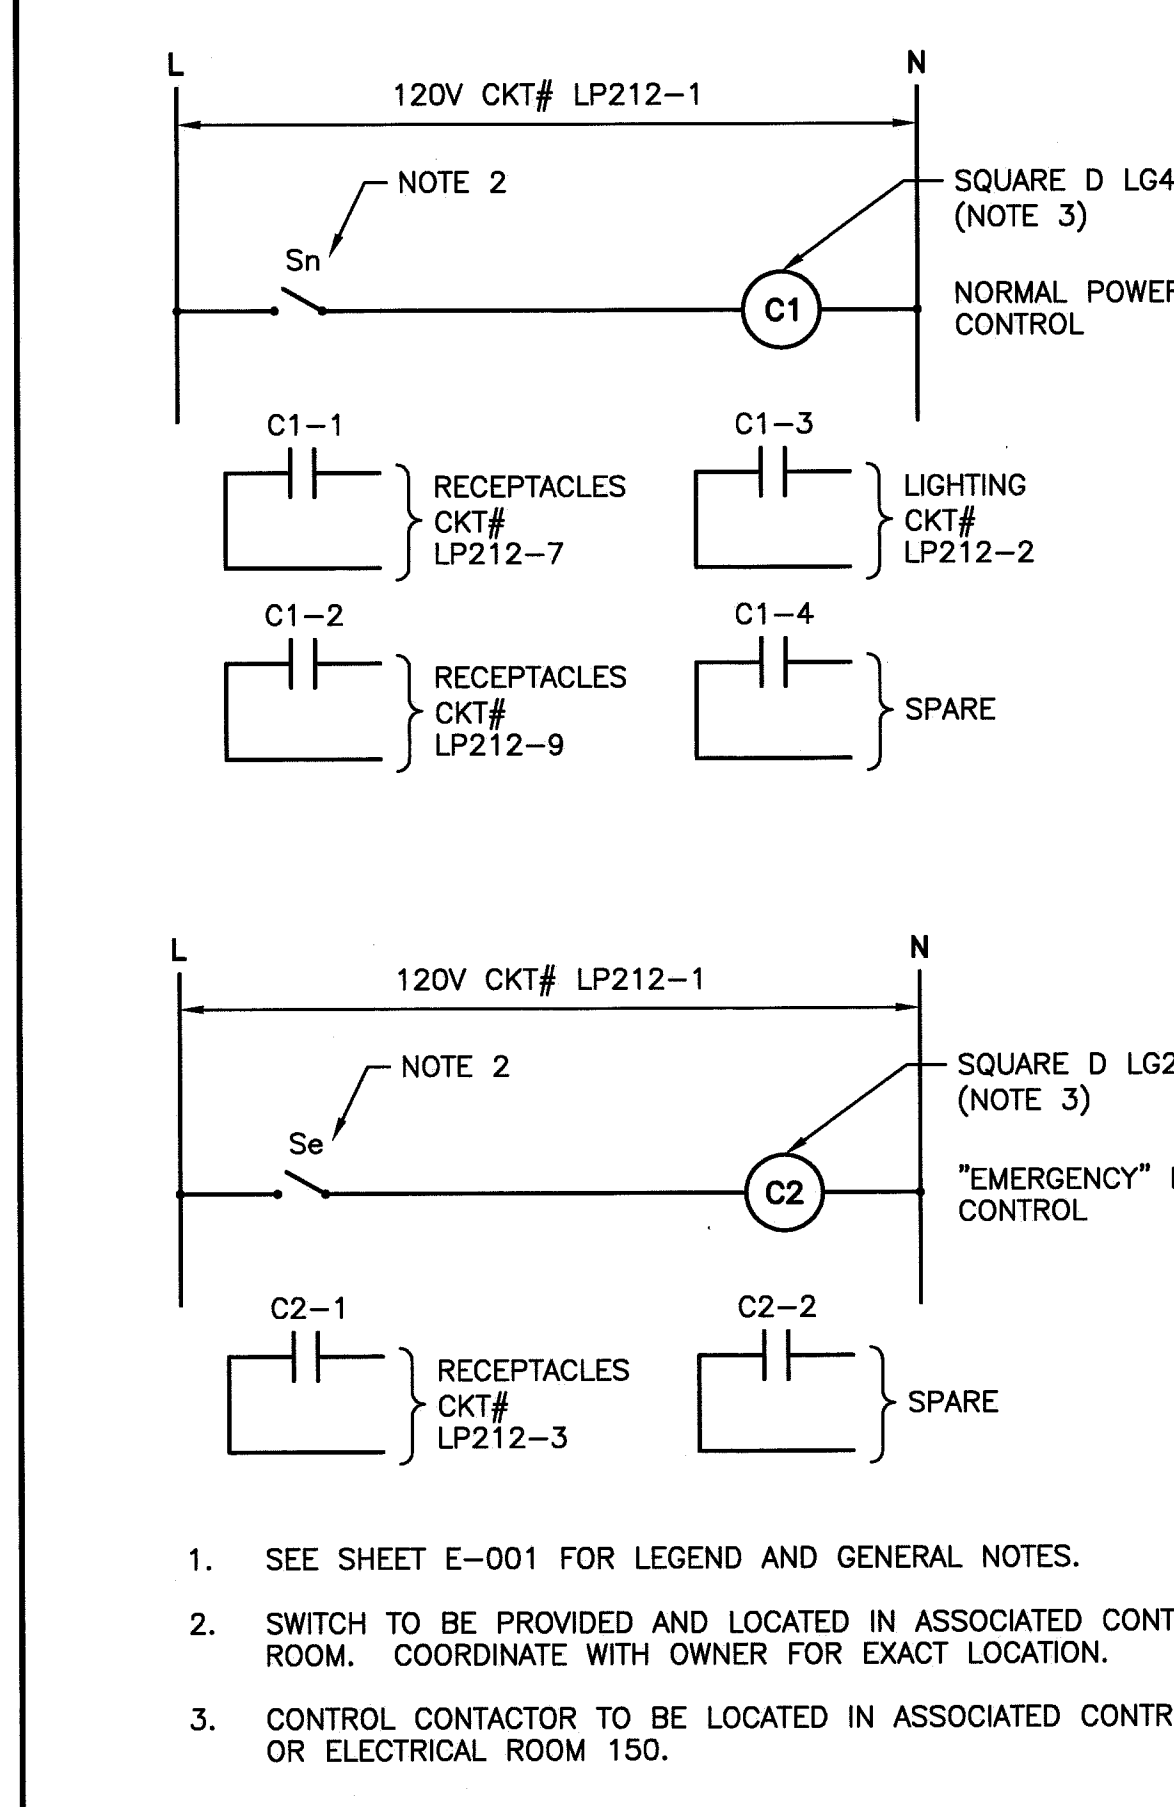 L
N
120V CKT# LP212-1
NOTE 2
SQUARE D LG4
(NOTE 3)
Sn
C1
NORMAL POWER
CONTROL
C1-1
RECEPTACLES
CKT#
LP212-7
C1-3
LIGHTING
CKT#
LP212-2
C1-2
RECEPTACLES
CKT#
LP212-9
C1-4
SPARE
L
N
120V CKT# LP212-1
NOTE 2
SQUARE D LG2
(NOTE 3)
Se
C2
"EMERGENCY"
CONTROL
C2-1
RECEPTACLES
CKT#
LP212-3
C2-2
SPARE
1. SEE SHEET E-001 FOR LEGEND AND GENERAL NOTES.
2. SWITCH TO BE PROVIDED AND LOCATED IN ASSOCIATED CONT
ROOM. COORDINATE WITH OWNER FOR EXACT LOCATION.
3. CONTROL CONTACTOR TO BE LOCATED IN ASSOCIATED CONTR
OR ELECTRICAL ROOM 150.